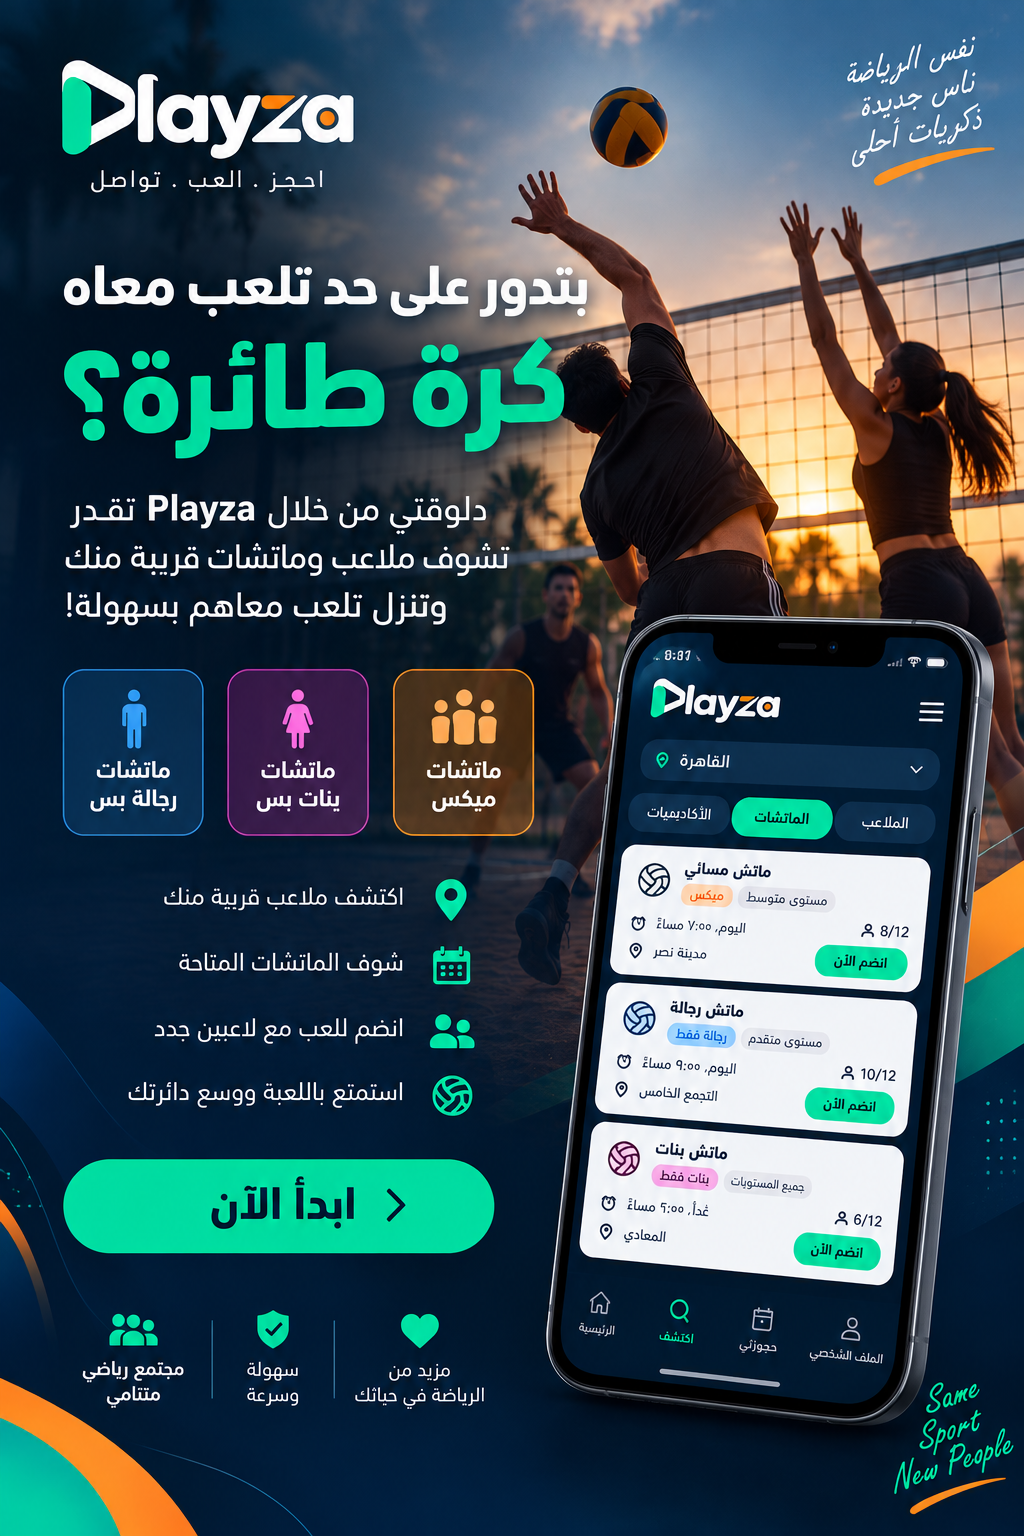 Playza
احجز . العب . تواصل
نفس الرياضة
ناس جديدة
ذكريات أحلى
بتدور على حد تلعب معاه
كرة طائرة؟
دلوقتي من خلال Playza تقدر
تشوف ملاعب وماتشات قريبة منك
وتنزل تلعب معاهم بسهولة!
ماتشات
ميكس
ماتشات
بنات بس
ماتشات
رجالة بس
اكتشف ملاعب قريبة منك
شوف الماتشات المتاحة
انضم للعب مع لاعبين جدد
استمتع باللعبة ووسع دائرتك
ابدأ الآن
مزيد من
الرياضة في حياتك
سهولة
وسرعة
مجتمع رياضي
متنامي
Playza
القاهرة
الملاعب
الماتشات
الأكاديميات
ماتش مسائي
ميكس
مستوى متوسط
اليوم, ٧:٠٠ مساءً
8/12
مدينة نصر
انضم الآن
ماتش رجالة
رجالة فقط
مستوى متقدم
اليوم, ٩:٠٠ مساءً
10/12
التجمع الخامس
انضم الآن
ماتش بنات
بنات فقط
جميع المستويات
غداً, ٦:٠٠ مساءً
6/12
المعادي
انضم الآن
الرئيسية
اكتشف
حجوزاتي
الملف الشخصي
Same
Sport
New People